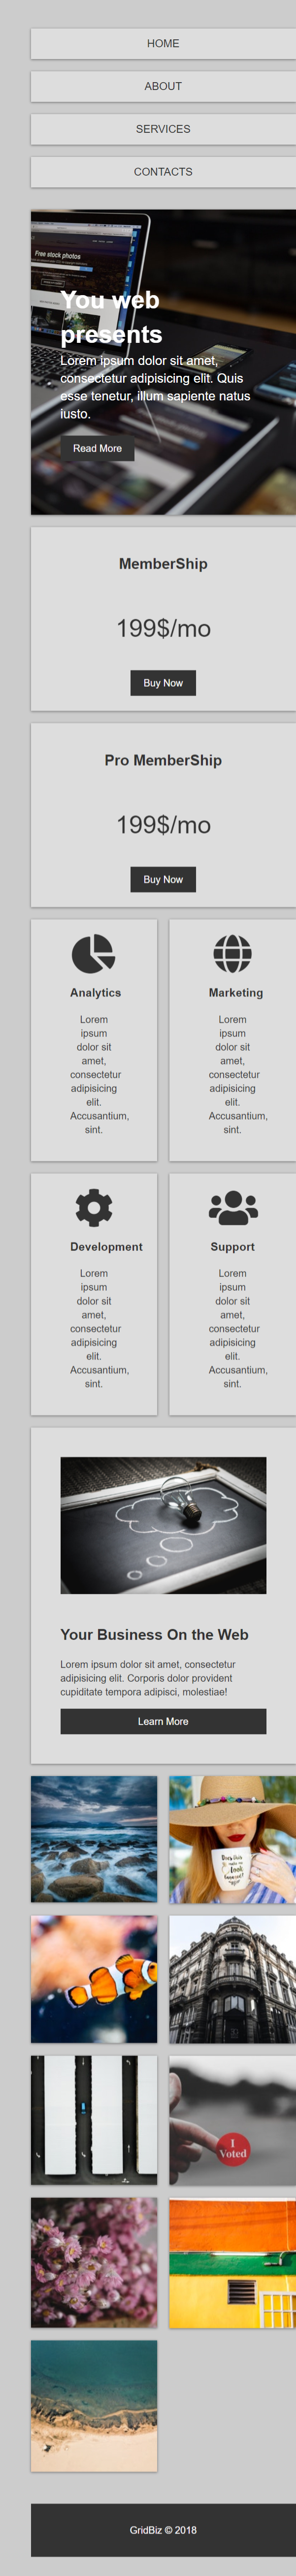 HOME
ABOUT
SERVICES
CONTACTS
Free stock photos
You web
presents
Lorem ipsum dolor sit amet,
consectetur adipisicing elit. Quis
esse tenetur, illum sapiente natus
iusto.
Read More
MemberShip
199$/mo
Buy Now
Pro MemberShip
199$/mo
Buy Now
Analytics
Lorem
ipsum
dolor sit
amet,
consectetur
adipisicing
elit.
Accusantium,
sint.
Marketing
Lorem
ipsum
dolor sit
amet,
consectetur
adipisicing
elit.
Accusantium,
sint.
Development
Lorem
ipsum
dolor sit
amet,
consectetur
adipisicing
elit.
Accusantium,
sint.
Support
Lorem
ipsum
dolor sit
amet,
consectetur
adipisicing
elit.
Accusantium,
sint.
Your Business On the Web
Lorem ipsum dolor sit amet, consectetur
adipisicing elit. Corporis dolor provident
cupiditate tempora adipisci, molestiae!
Learn More
I
Voted
GridBiz © 2018